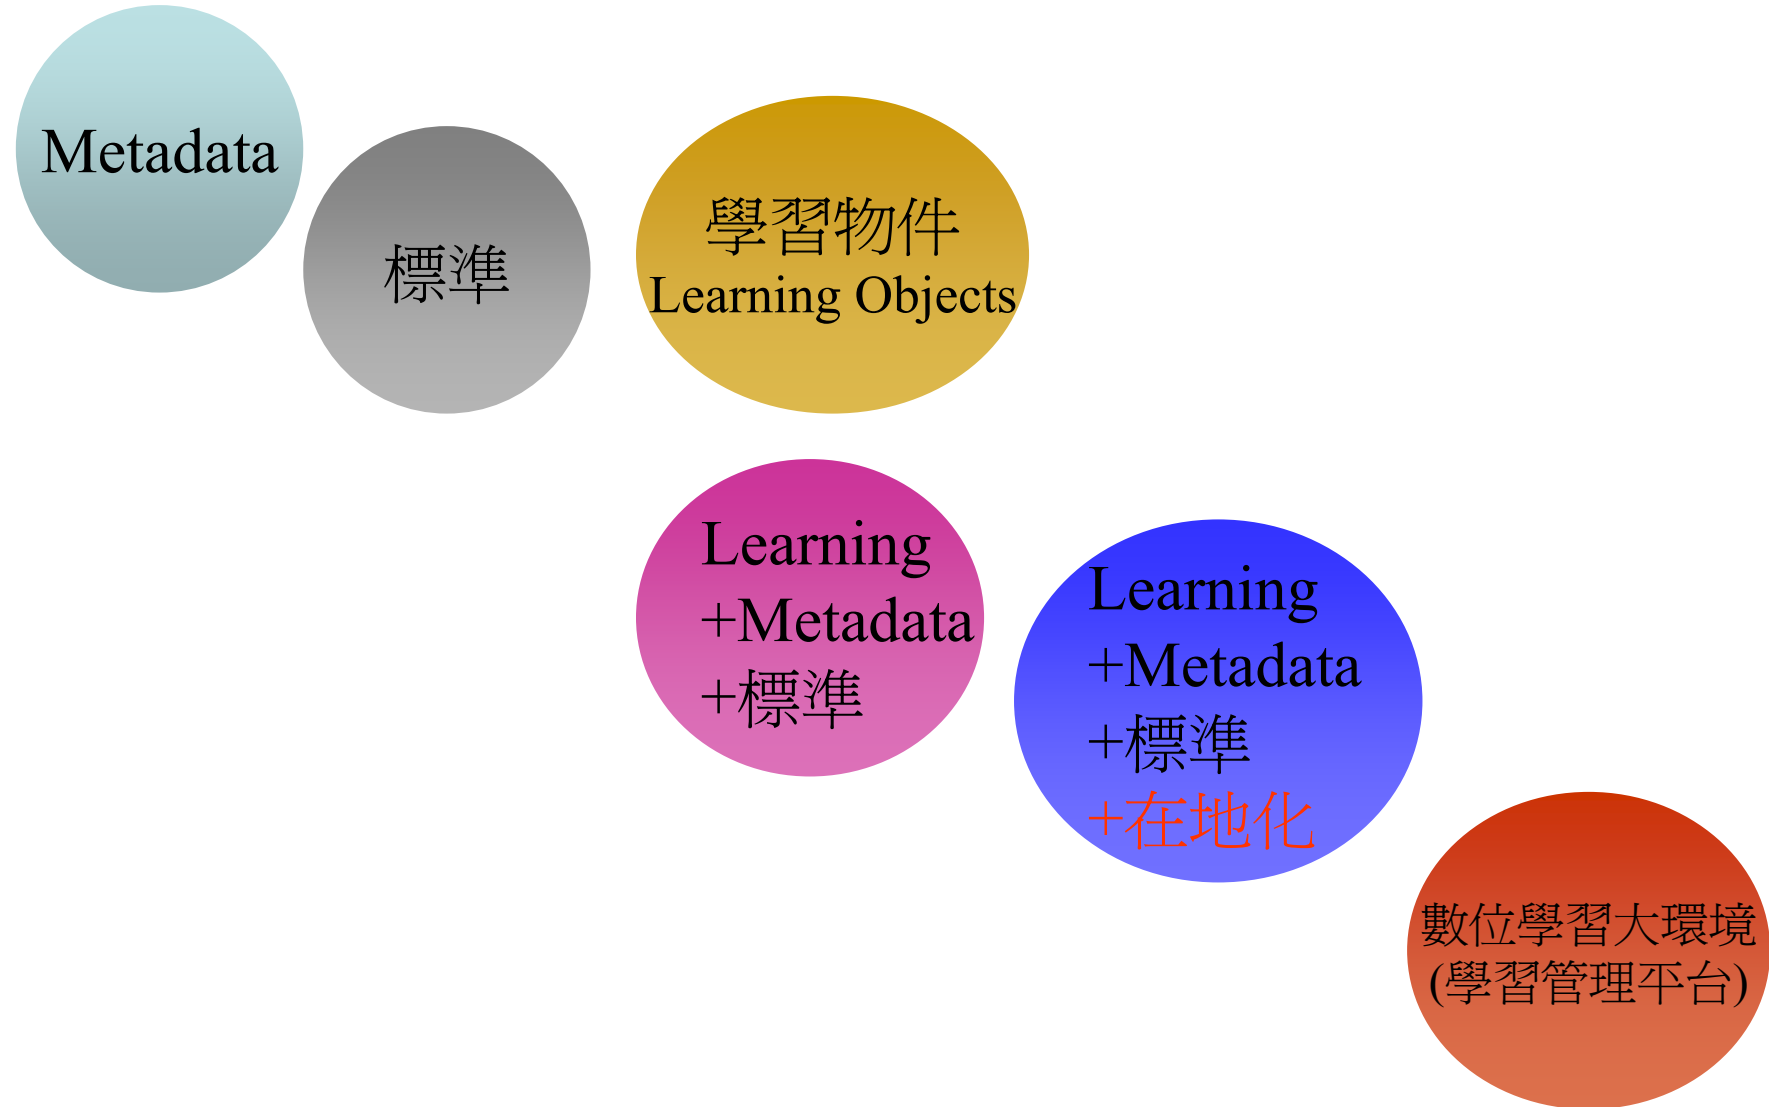 Metadata
標準
學習物件
Learning Objects
Learning
+Metadata
+標準
Learning
+Metadata
+標準
+在地化
數位學習大環境
(學習管理平台)